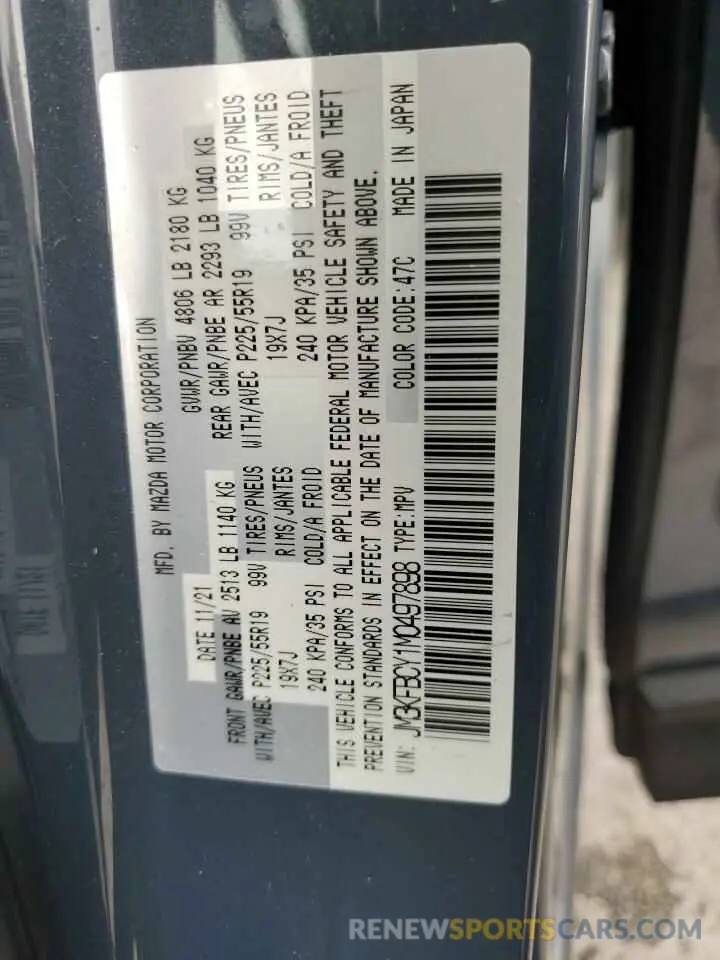 MFD. BY MAZDA MOTOR CORPORATION
DATE 11/21 GVWR/PNBV 4806 LB 2180 KG
FRONT GAWR/PNBE AV 2513 LB 1140 KG REAR GAWR/PNBE AR 2293 LB 1040 KG
WITH/AVEC P225/55R19 99V TIRES/PNEUS WITH/AVEC P225/55R19 99V TIRES/PNEUS
19X7J RIMS/JANTES 19X7J RIMS/JANTES
240 KPA/35 PSI COLD/A FROID 240 KPA/35 PSI COLD/A FROID
THIS VEHICLE CONFORMS TO ALL APPLICABLE FEDERAL MOTOR VEHICLE SAFETY AND THEFT
PREVENTION STANDARDS IN EFFECT ON THE DATE OF MANUFACTURE SHOWN ABOVE.
VIN: JM3KFBCY1M0497898 TYPE:MPV COLOR CODE:47C MADE IN JAPAN
RENEWSPORTSCARS.COM